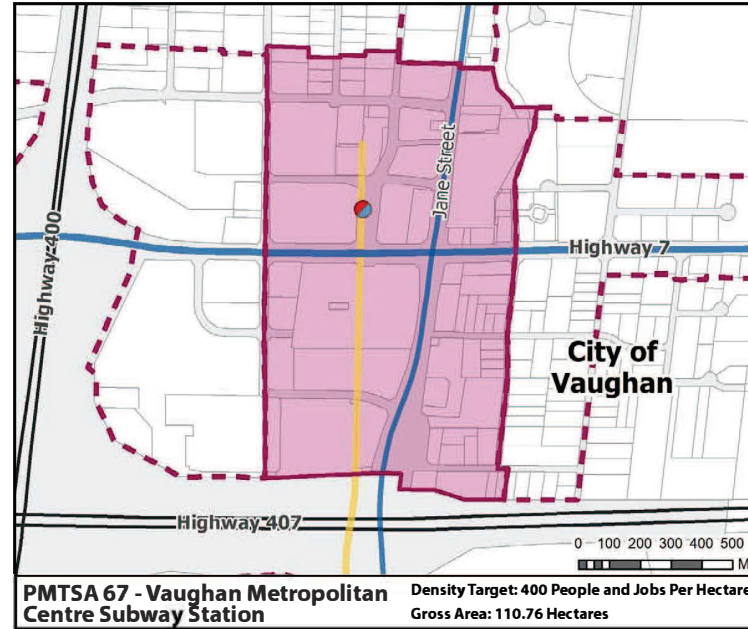 Jane Street
Highway 400
Highway 7
City of
Vaughan
Highway 407
0 100 200 300 400 500
M
PMTSA 67 - Vaughan Metropolitan
Centre Subway Station
Density Target: 400 People and Jobs Per Hectare
Gross Area: 110.76 Hectares